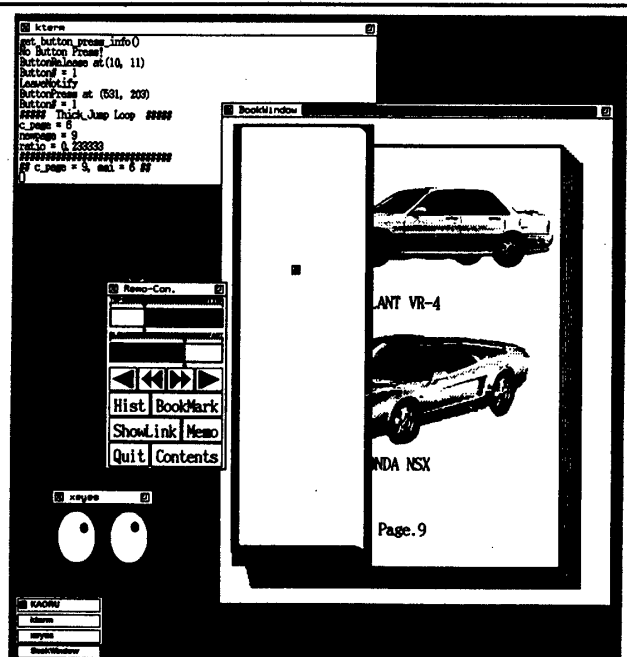 kterm
get_button_press_info()
No Button Press!
ButtonRelease at(10, 11)
Button# = 1
LeaveNotify
ButtonPress at (531, 203)
Button# = 1
##### Thick_Jump Loop #####
c_page = 6
newpage = 9
ratio = 0.233333
############################
## c_page = 9, mai = 6 ##
BookWindow
LANT VR-4
NDA NSX
Page.9
Remo-Con.
Hist BookMark
ShowLink Memo
Quit Contents
xeyes
KAORU
kterm
xeyes
BookWindow